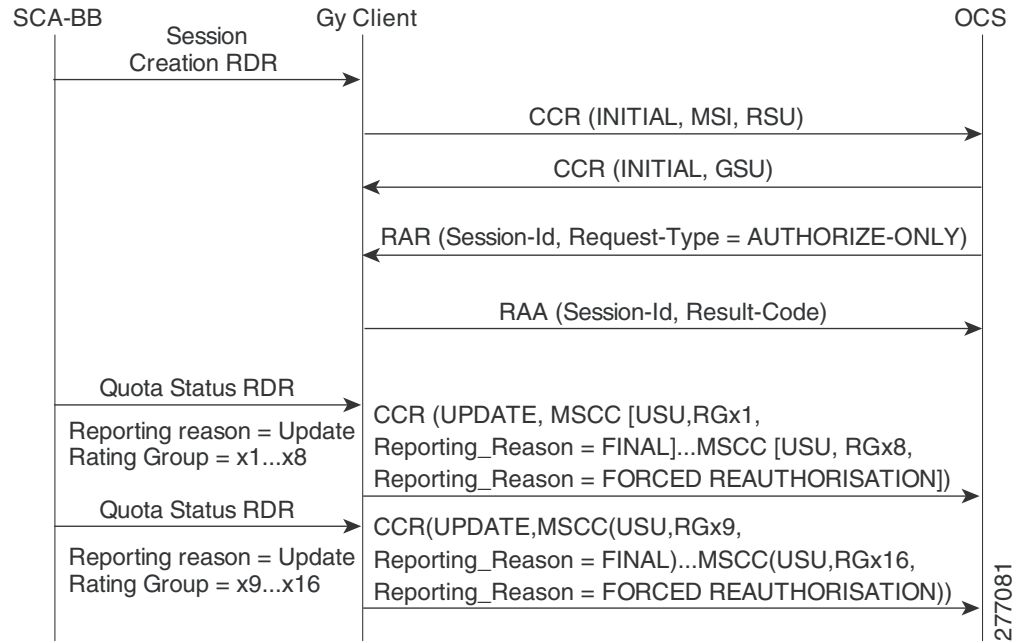 SCA-BB
Gy Client
OCS
Session
Creation RDR
CCR (INITIAL, MSI, RSU)
CCR (INITIAL, GSU)
RAR (Session-Id, Request-Type = AUTHORIZE-ONLY)
RAA (Session-Id, Result-Code)
Quota Status RDR
Reporting reason = Update
Rating Group = x1...x8
CCR (UPDATE, MSCC [USU,RGx1,
Reporting_Reason = FINAL]...MSCC [USU, RGx8,
Reporting_Reason = FORCED REAUTHORISATION])
Quota Status RDR
Reporting reason = Update
Rating Group = x9...x16
CCR(UPDATE,MSCC(USU,RGx9,
Reporting_Reason = FINAL)...MSCC(USU,RGx16,
Reporting_Reason = FORCED REAUTHORISATION))
277081